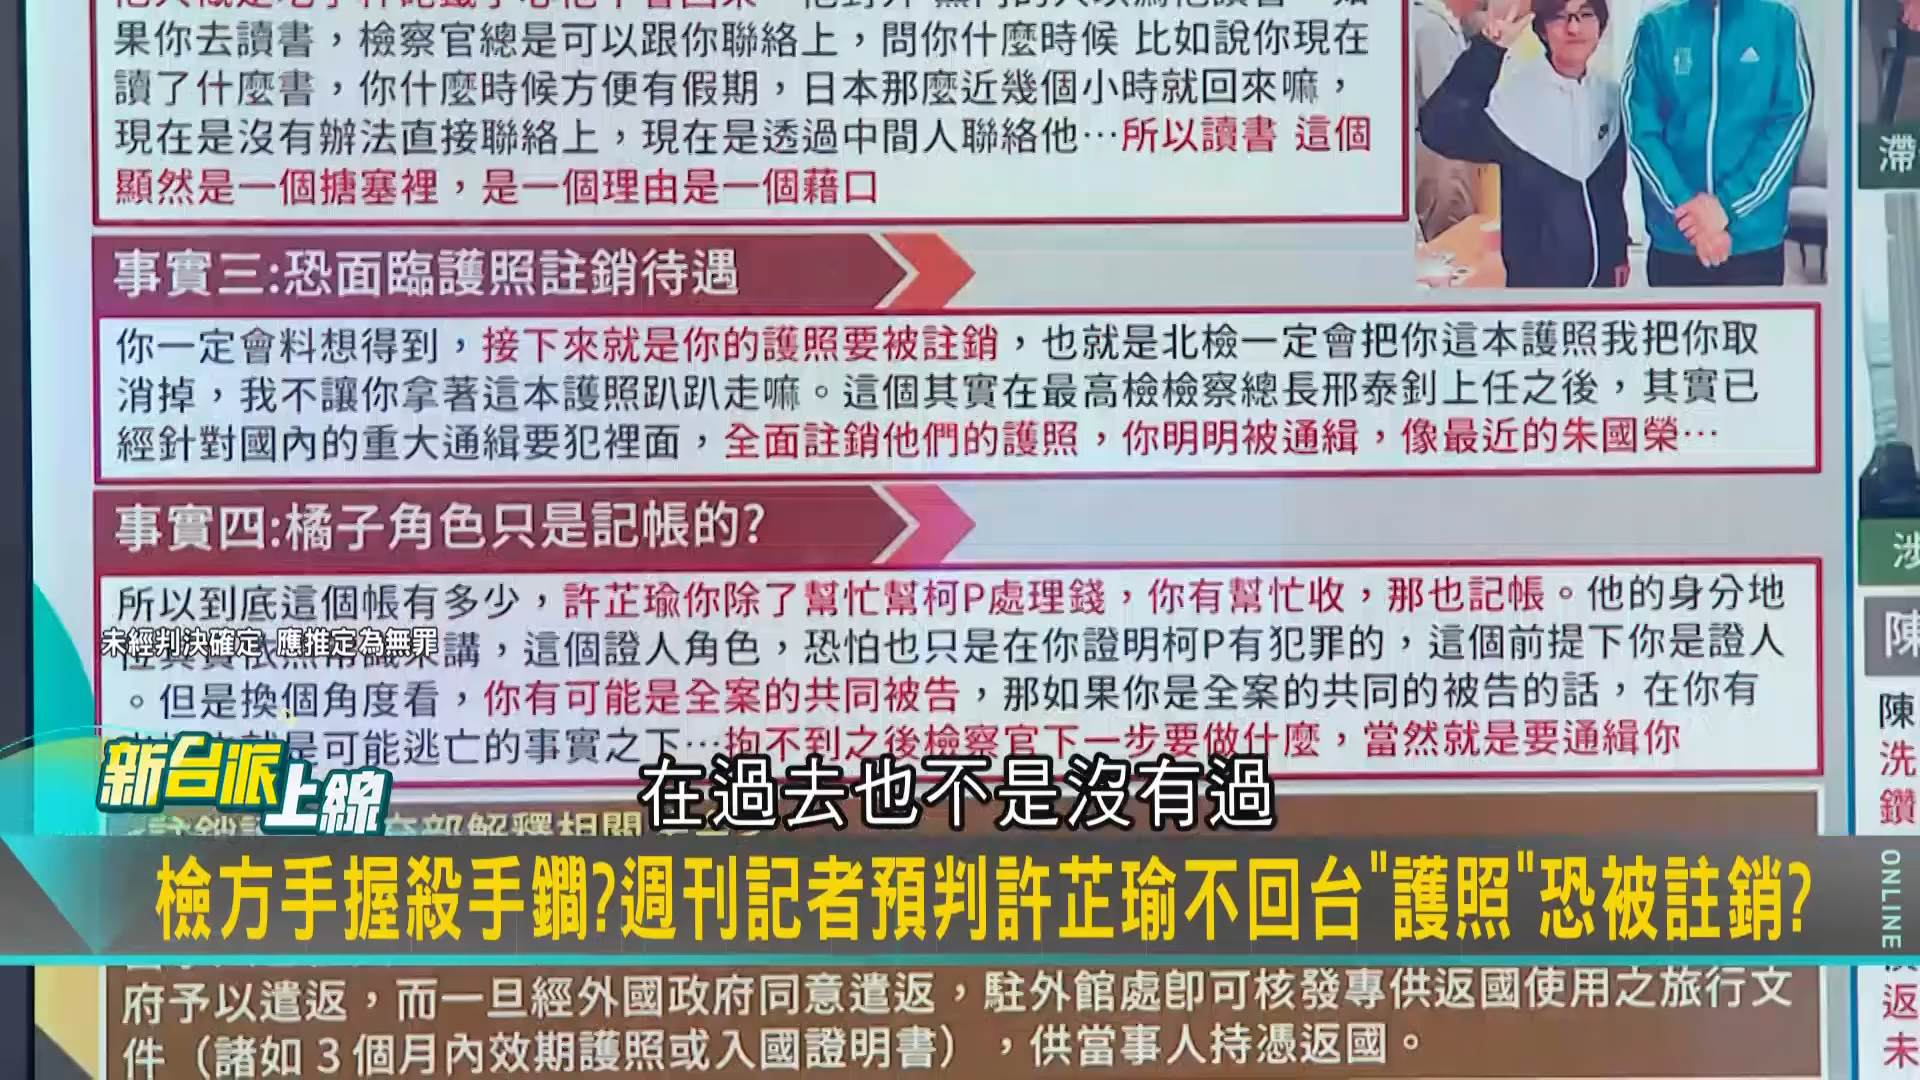 果你去讀書，檢察官總是可以跟你聯絡上，問你什麼時候 比如說你現在
讀了什麼書，你什麼時候方便有假期，日本那麼近幾個小時就回來嘛，
現在是沒有辦法直接聯絡上，現在是透過中間人聯絡他…所以讀書 這個
顯然是一個搪塞裡，是一個理由是一個藉口
事實三:恐面臨護照註銷待遇
你一定會料想得到，接下來就是你的護照要被註銷，也就是北檢一定會把你這本護照我把你取
消掉，我不讓你拿著這本護照趴趴走嘛。這個其實在最高檢檢察總長邢泰釗上任之後，其實已
經針對國內的重大通緝要犯裡面，全面註銷他們的護照，你明明被通緝，像最近的朱國榮…
事實四:橘子角色只是記帳的?
所以到底這個帳有多少，許芷瑜你除了幫忙幫柯P處理錢，你有幫忙收，那也記帳。他的身分地
未經判決確定 應推定為無罪
講，這個證人角色，恐怕也只是在你證明柯P有犯罪的，這個前提下你是證人
。但是換個角度看，你有可能是全案的共同被告，那如果你是全案的共同的被告的話，在你有
是可能逃亡的事實之下…拘不到之後檢察官下一步要做什麼，當然就是要通緝你
新台派上線
在過去也不是沒有過
檢方手握殺手鐧?週刊記者預判許芷瑜不回台"護照"恐被註銷?
府予以遣返，而一旦經外國政府同意遣返，駐外館處即可核發專供返國使用之旅行文
件（諸如3個月內效期護照或入國證明書），供當事人持憑返國。
滯
涉
陳
陳
洗
鑽
ONLINE
返
未